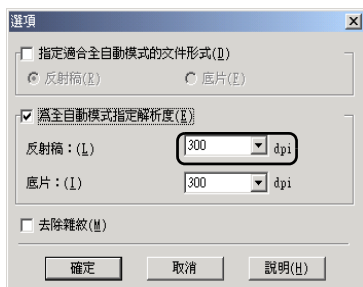 選項
指定適合全自動模式的文件形式(D)
反射稿(R) 底片(F)
為全自動模式指定解析度(E)
反射稿：(L) 300 dpi
底片：(I) 300 dpi
去除雜紋(M)
確定 取消 說明(H)